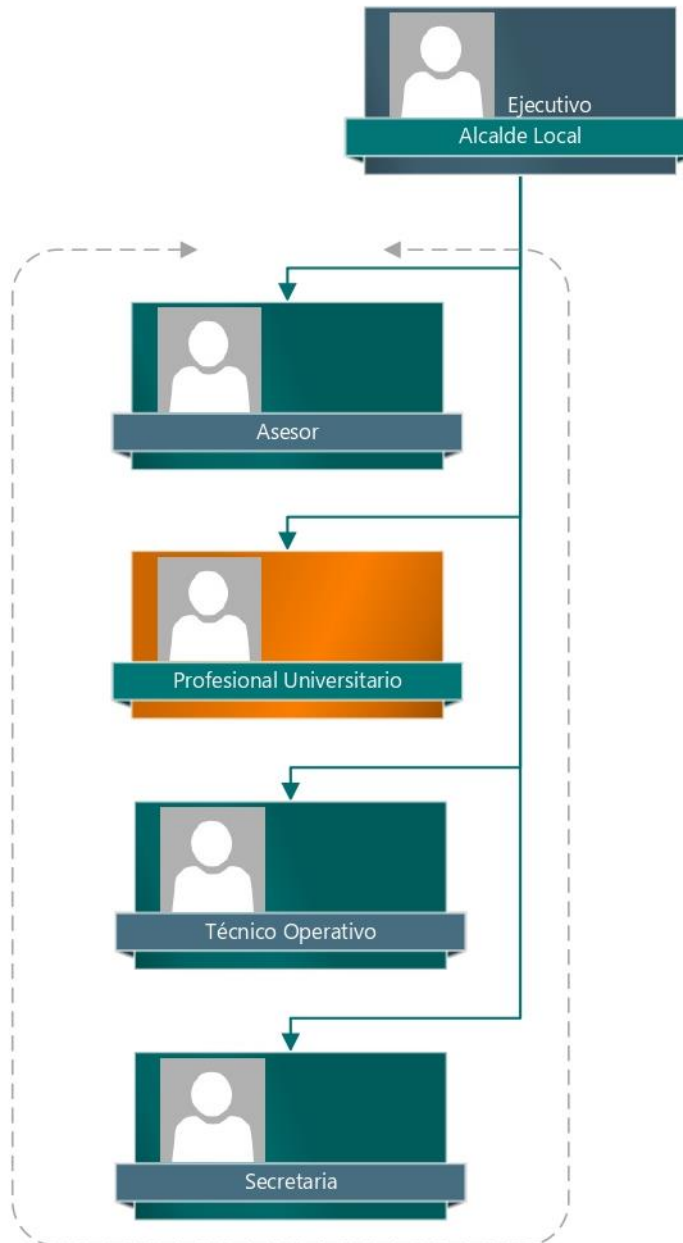 Ejecutivo
Alcalde Local
Asesor
Profesional Universitario
Técnico Operativo
Secretaria